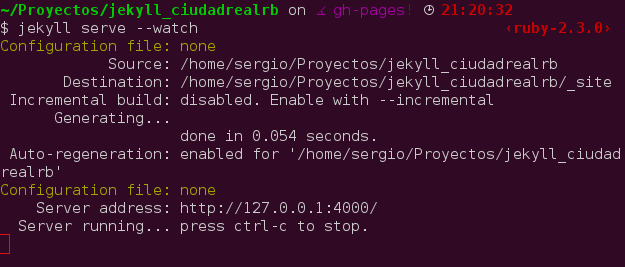 ~/Proyectos/jekyll_ciudadrealrb on gh-pages! 21:20:32
$ jekyll serve --watch ‹ruby-2.3.0›
Configuration file: none
Source: /home/sergio/Proyectos/jekyll_ciudadrealrb
Destination: /home/sergio/Proyectos/jekyll_ciudadrealrb/_site
Incremental build: disabled. Enable with --incremental
Generating...
done in 0.054 seconds.
Auto-regeneration: enabled for '/home/sergio/Proyectos/jekyll_ciudad
realrb'
Configuration file: none
Server address: http://127.0.0.1:4000/
Server running... press ctrl-c to stop.